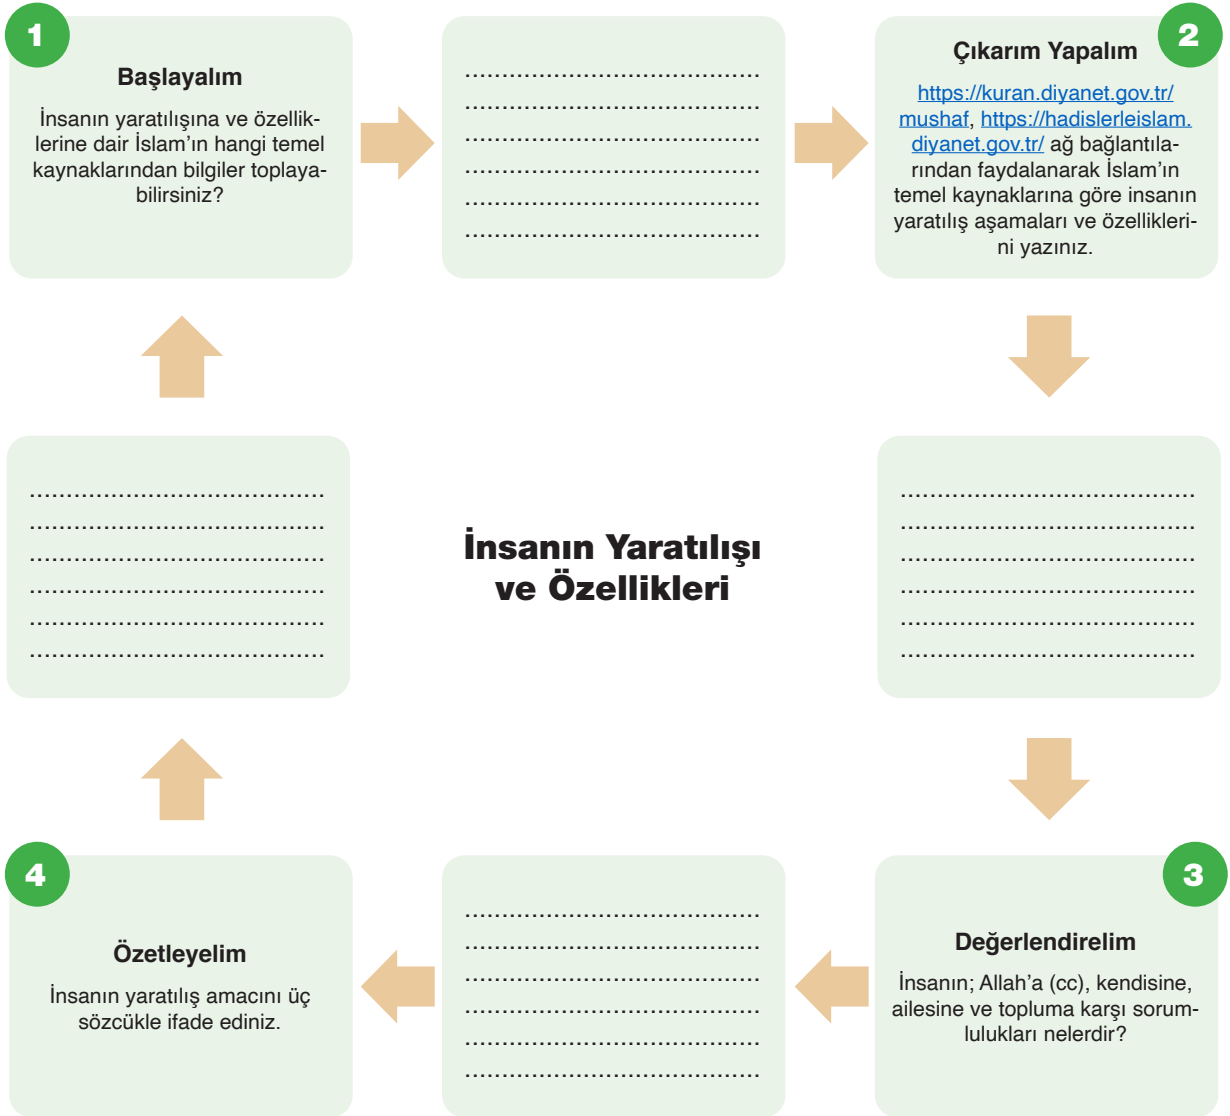 1
Başlayalım
İnsanın yaratılışına ve özellik-
lerine dair İslam’ın hangi temel
kaynaklarından bilgiler toplaya-
bilirsiniz?
........................................
........................................
........................................
........................................
........................................
........................................
2
Çıkarım Yapalım
https://kuran.diyanet.gov.tr/
mushaf, https://hadislerleislam.
diyanet.gov.tr/ ağ bağlantıla-
rından faydalanarak İslam’ın
temel kaynaklarına göre insanın
yaratılış aşamaları ve özellikleri-
ni yazınız.
........................................
........................................
........................................
........................................
........................................
........................................
İnsanın Yaratılışı
ve Özellikleri
........................................
........................................
........................................
........................................
........................................
........................................
3
Değerlendirelim
İnsanın; Allah’a (cc), kendisine,
ailesine ve topluma karşı sorum-
lulukları nelerdir?
........................................
........................................
........................................
........................................
........................................
........................................
4
Özetleyelim
İnsanın yaratılış amacını üç
sözcükle ifade ediniz.